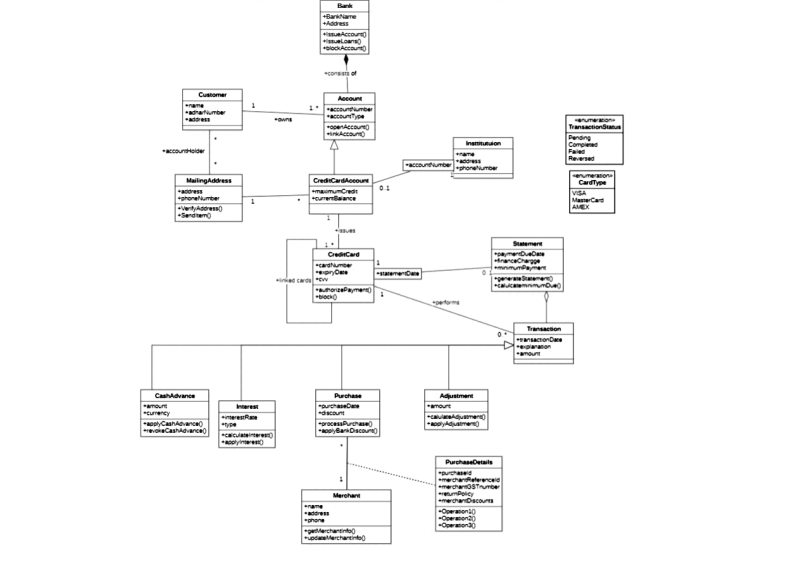 Bank
+BankName
+Address
+IssueAccount()
+IssueLoans()
+blockAccount()
+consists of
Customer
+name
+adharNumber
+address
1
+owns
1..*
Account
+accountNumber
+accountType
+openAccount()
+linkAccount()
«enumeration»
TransactionStatus
Pending
Completed
Failed
Reversed
*
+accountHolder
*
Insttitutuion
+name
+address
+phoneNumber
+accountNumber
1
0..1
«enumeration»
CardType
VISA
MasterCard
AMEX
MailingAddress
+address
+phoneNumber
+VerifyAddress()
+SendItem()
1
*
CreditCardAccount
+maximumCredit
+currentBalance
1
+issues
1..*
CreditCard
+cardNumber
+expiryDate
+cvv
+authorizePayment()
+block()
+linked cards
1
+statementDate
Statement
+paymentDueDate
+financeChargge
+minimumPayment
+generateStatement()
+calulcateminimumDue()
1
+performs
0..*
Transaction
+transactionDate
+explanation
+amount
CashAdvance
+amount
+currency
+applyCashAdvance()
+revokeCashAdvance()
Interest
+interestRate
+type
+calculateInterest()
+applyInterest()
Purchase
+purchaseDate
+discount
+processPurchase()
+applyBankDiscount()
Adjustment
+amount
+calulateAdjustment()
+applyAdjustment()
*
1
PurchaseDetails
+purchaseId
+merchantReferenceId
+merchantGSTnumber
+returnPolicy
+merchantDiscounts
+Operation1()
+Operation2()
+Operation3()
Merchant
+name
+address
+phone
+getMerchantInfo()
+updateMerchantInfo()